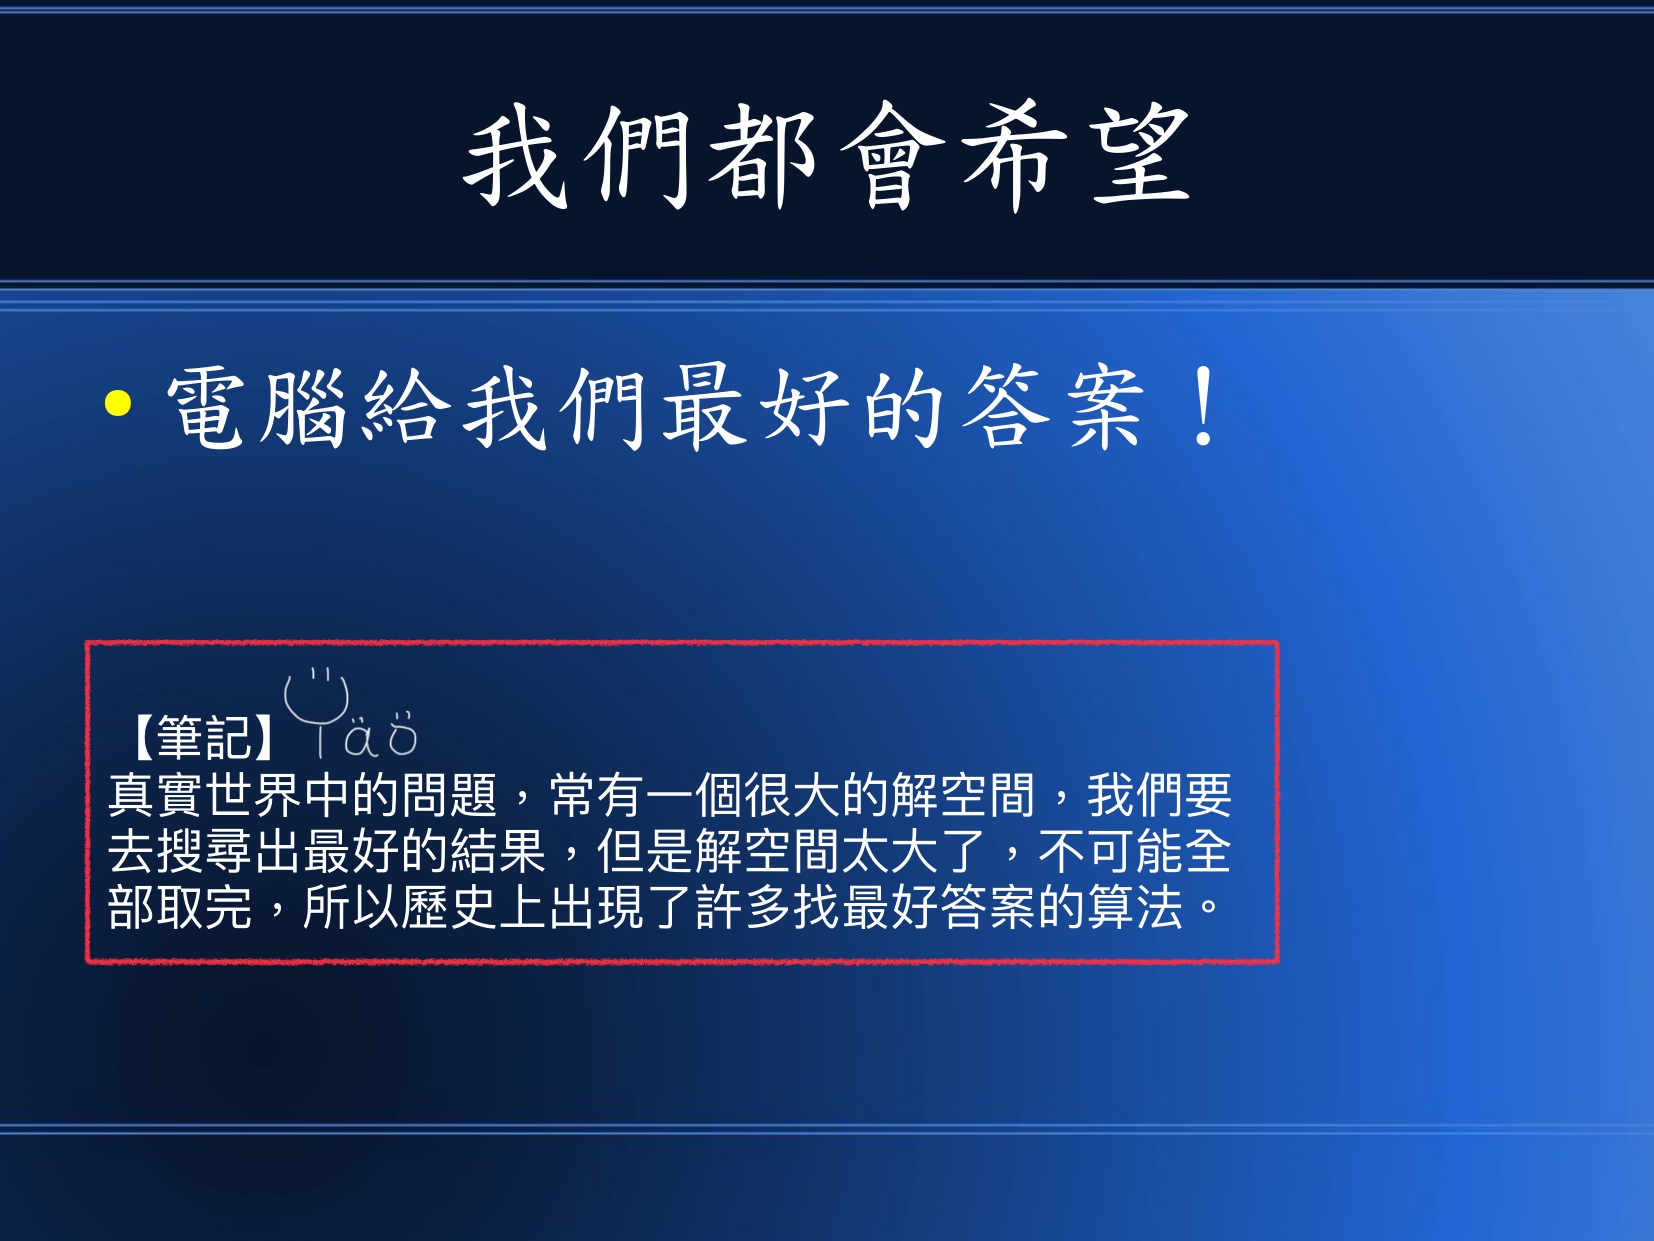 我們都會希望
• 電腦給我們最好的答案！
【筆記】 Täö
真實世界中的問題，常有一個很大的解空間，我們要
去搜尋出最好的結果，但是解空間太大了，不可能全
部取完，所以歷史上出現了許多找最好答案的算法。